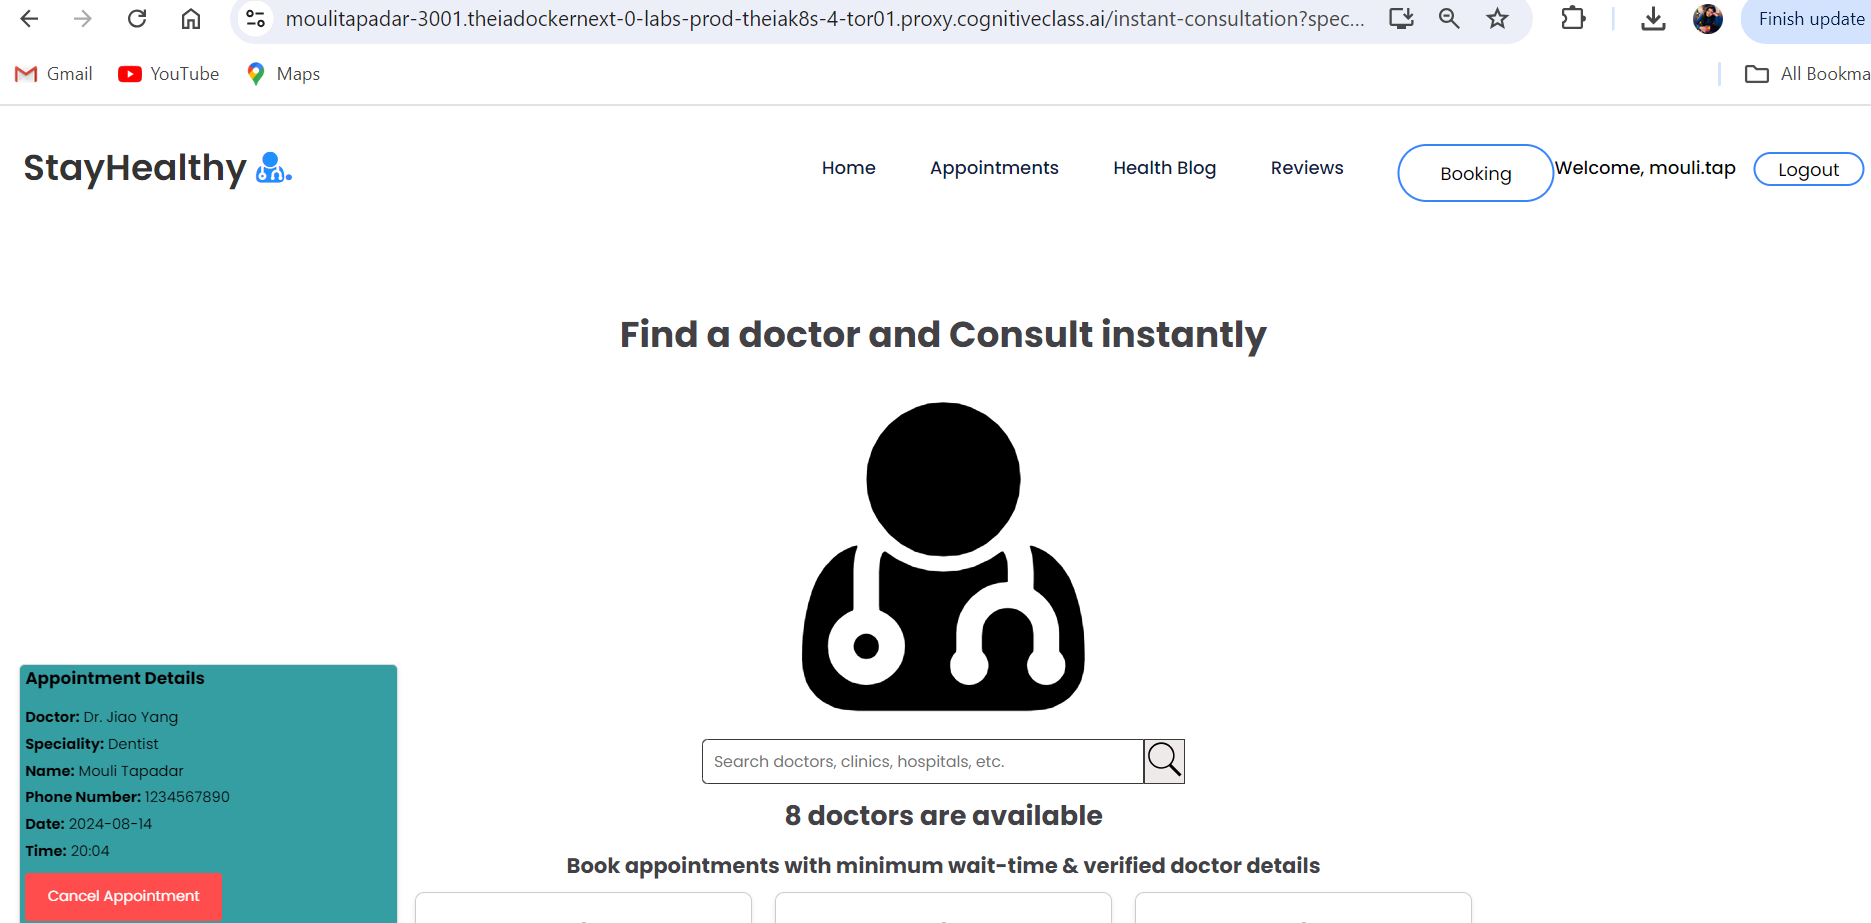 moulitapadar-3001.theiadockernext-0-labs-prod-theiak8s-4-tor01.proxy.cognitiveclass.ai/instant-consultation?spec...
Finish update
Gmail
YouTube
Maps
All Bookma
StayHealthy
Home
Appointments
Health Blog
Reviews
Booking
Welcome, mouli.tap
Logout
Find a doctor and Consult instantly
Appointment Details
Doctor: Dr. Jiao Yang
Speciality: Dentist
Name: Mouli Tapadar
Phone Number: 1234567890
Date: 2024-08-14
Time: 20:04
Cancel Appointment
Search doctors, clinics, hospitals, etc.
8 doctors are available
Book appointments with minimum wait-time & verified doctor details